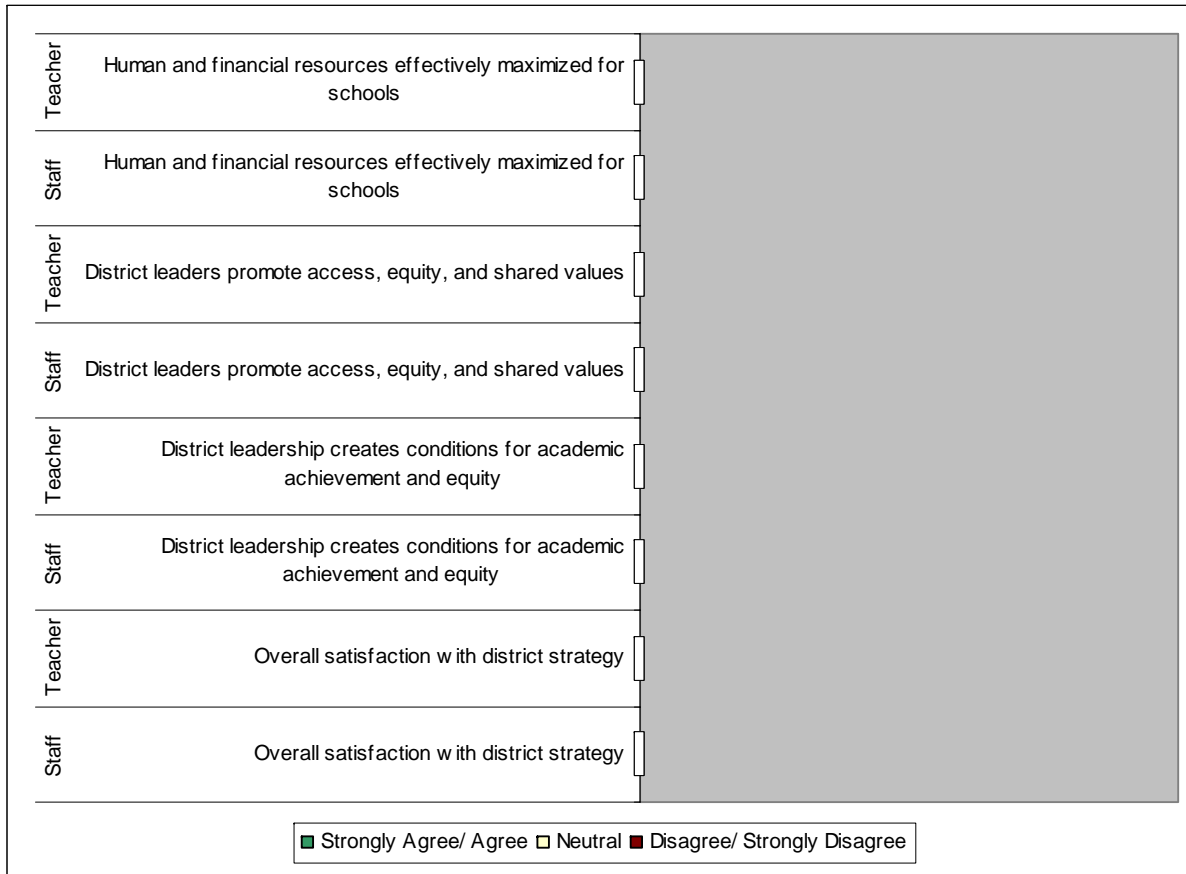 Teacher
Human and financial resources effectively maximized for
schools
Staff
Human and financial resources effectively maximized for
schools
Teacher
District leaders promote access, equity, and shared values
Staff
District leaders promote access, equity, and shared values
Teacher
District leadership creates conditions for academic
achievement and equity
Staff
District leadership creates conditions for academic
achievement and equity
Teacher
Overall satisfaction with district strategy
Staff
Overall satisfaction with district strategy
Strongly Agree/ Agree Neutral Disagree/ Strongly Disagree